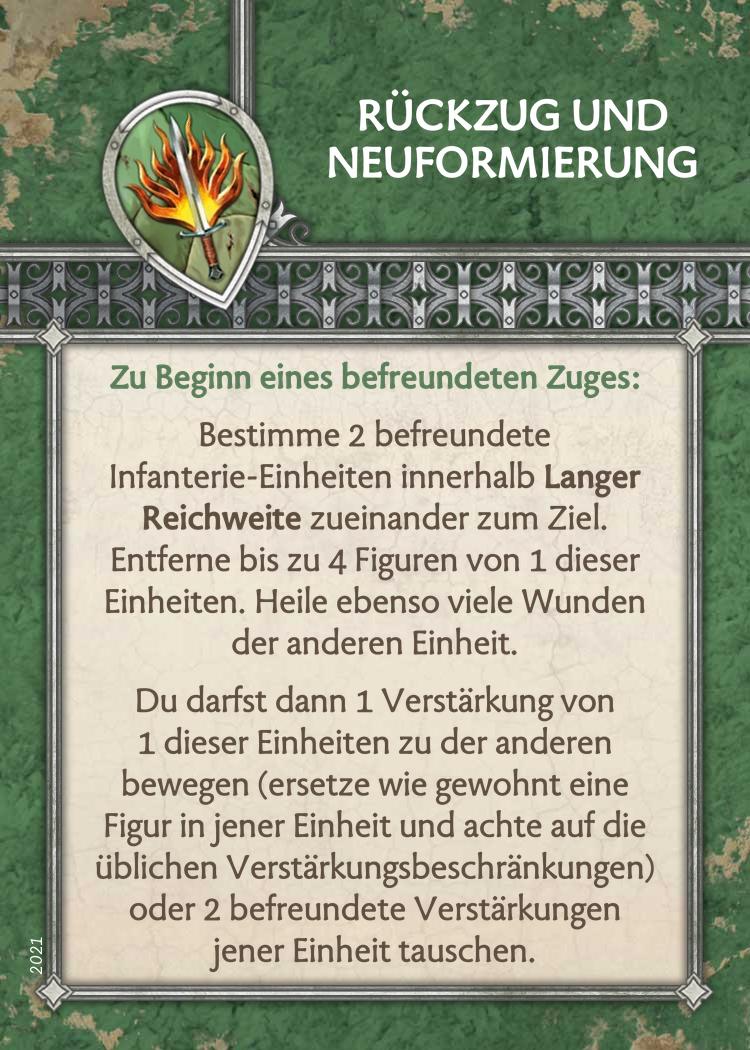 RÜCKZUG UND
NEUFORMIERUNG
Zu Beginn eines befreundeten Zuges:
Bestimme 2 befreundete
Infanterie-Einheiten innerhalb Langer
Reichweite zueinander zum Ziel.
Entferne bis zu 4 Figuren von 1 dieser
Einheiten. Heile ebenso viele Wunden
der anderen Einheit.
Du darfst dann 1 Verstärkung von
1 dieser Einheiten zu der anderen
bewegen (ersetze wie gewohnt eine
Figur in jener Einheit und achte auf die
üblichen Verstärkungsbeschränkungen)
oder 2 befreundete Verstärkungen
jener Einheit tauschen.
2021